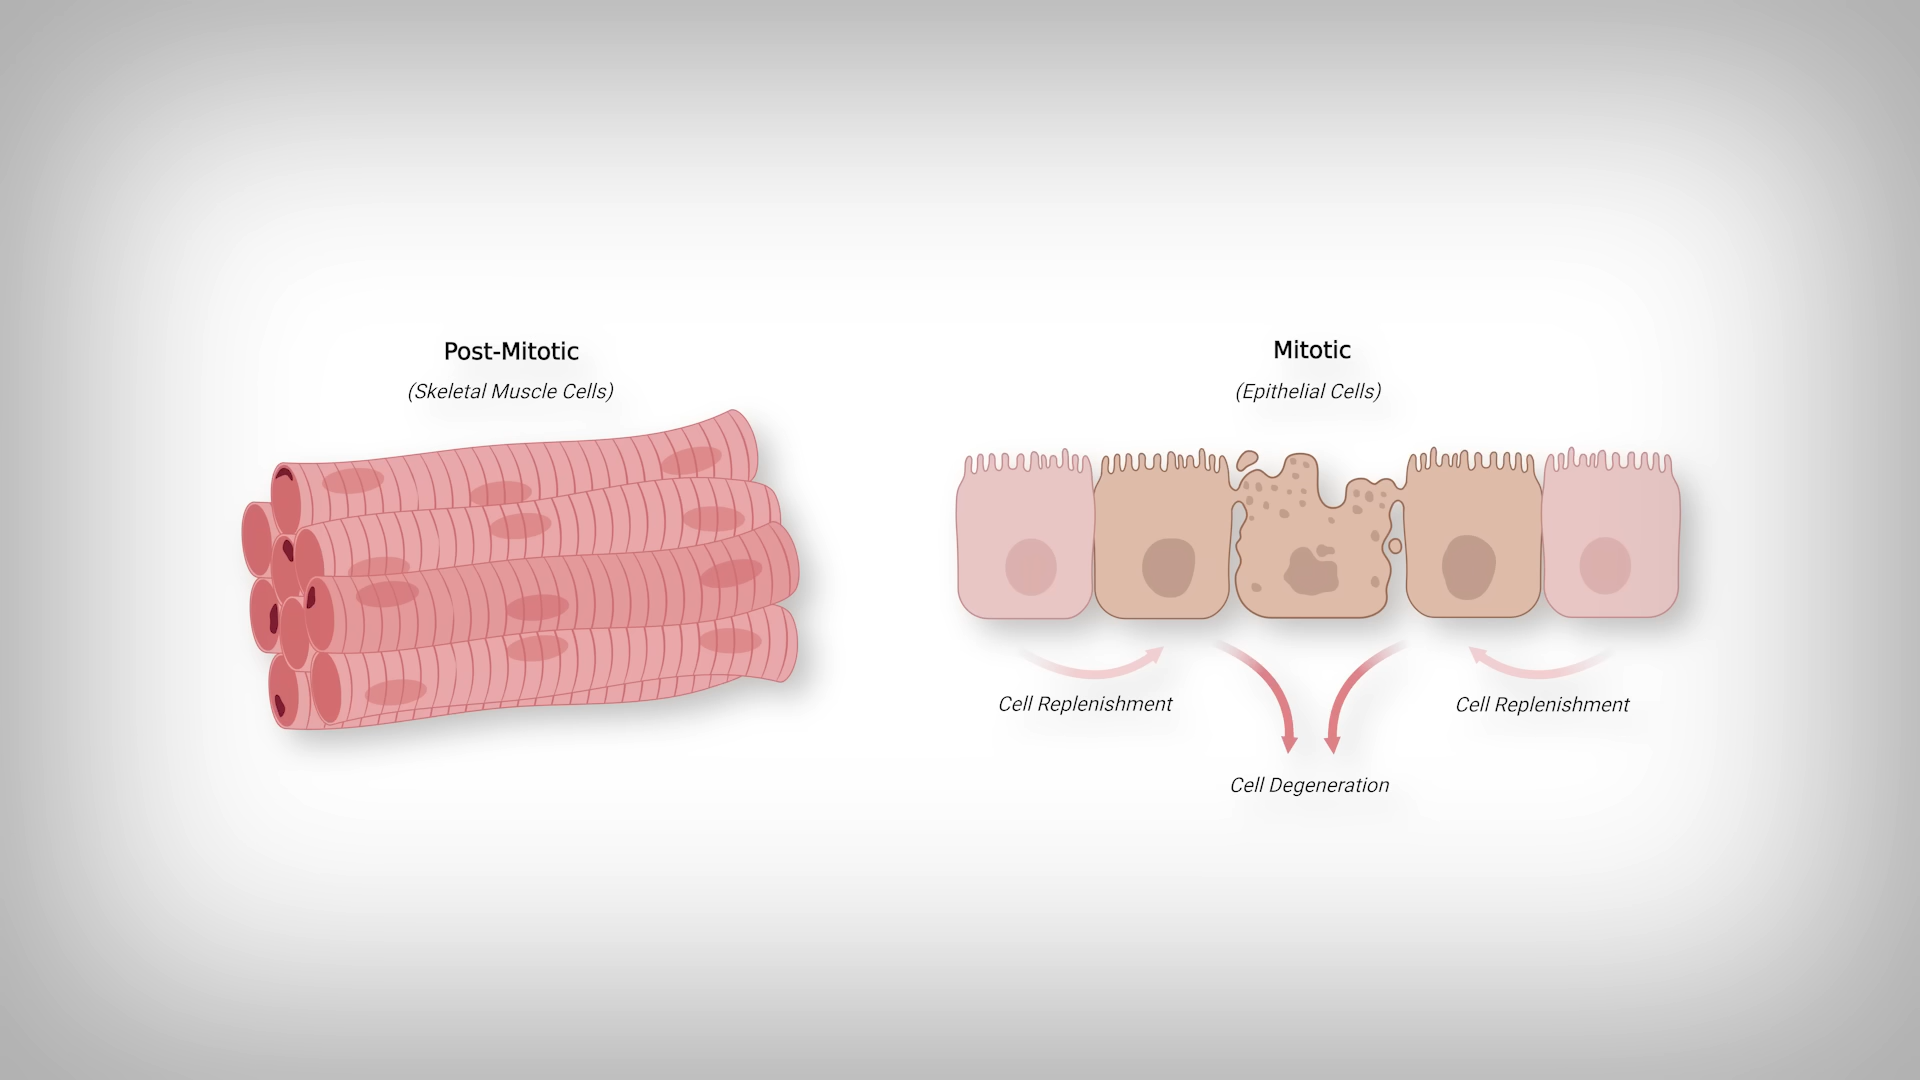 Post-Mitotic
(Skeletal Muscle Cells)
Mitotic
(Epithelial Cells)
Cell Replenishment
Cell Replenishment
Cell Degeneration